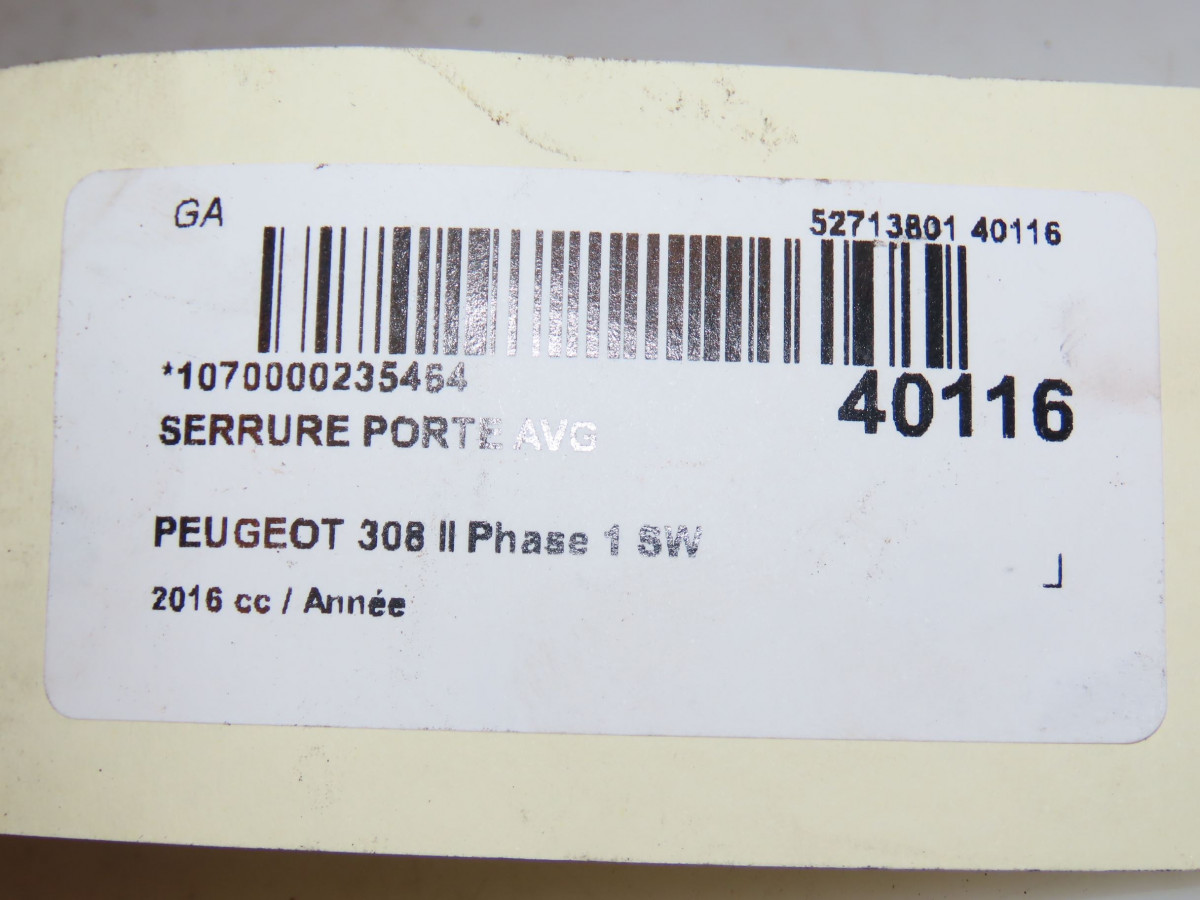 GA
52713801 40116
*1070000235464
40116
SERRURE PORTE AVG
PEUGEOT 308 II Phase 1 SW
2016 cc / Année